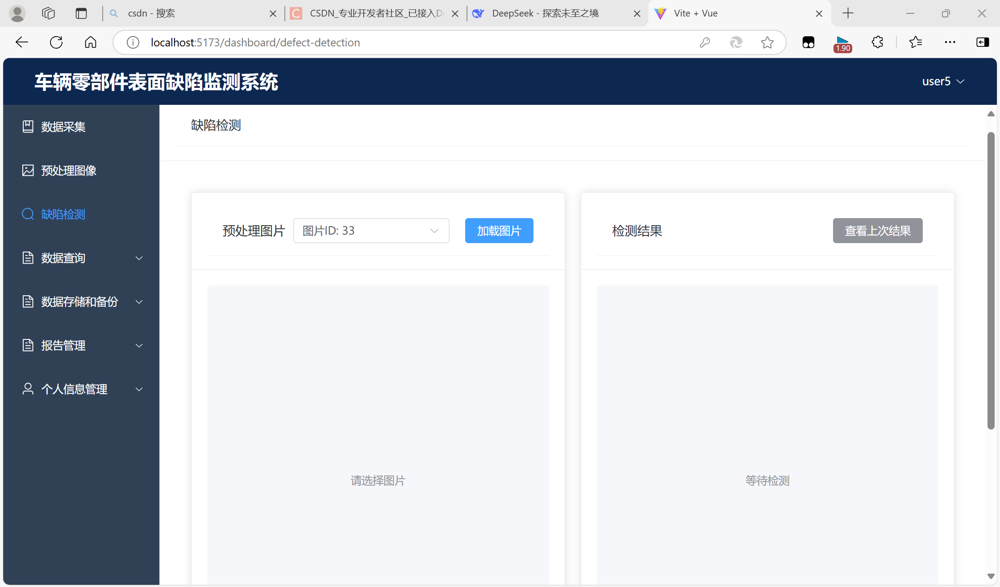 csdn - 搜索
CSDN_专业开发者社区_已接入De
DeepSeek - 探索未至之境
Vite + Vue
localhost:5173/dashboard/defect-detection
1.90
车辆零部件表面缺陷监测系统
user5
数据采集
预处理图像
缺陷检测
数据查询
数据存储和备份
报告管理
个人信息管理
缺陷检测
预处理图片
图片ID: 33
加载图片
请选择图片
检测结果
查看上次结果
等待检测